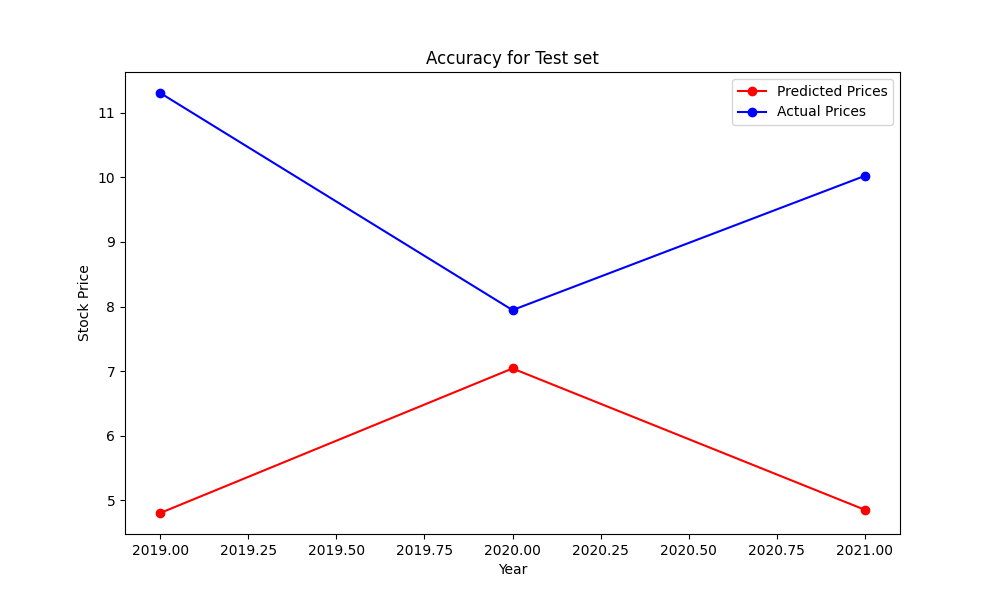 Accuracy for Test set
Predicted Prices
Actual Prices
11
10
9
8
7
6
5
Stock Price
2019.00 2019.25 2019.50 2019.75 2020.00 2020.25 2020.50 2020.75 2021.00
Year